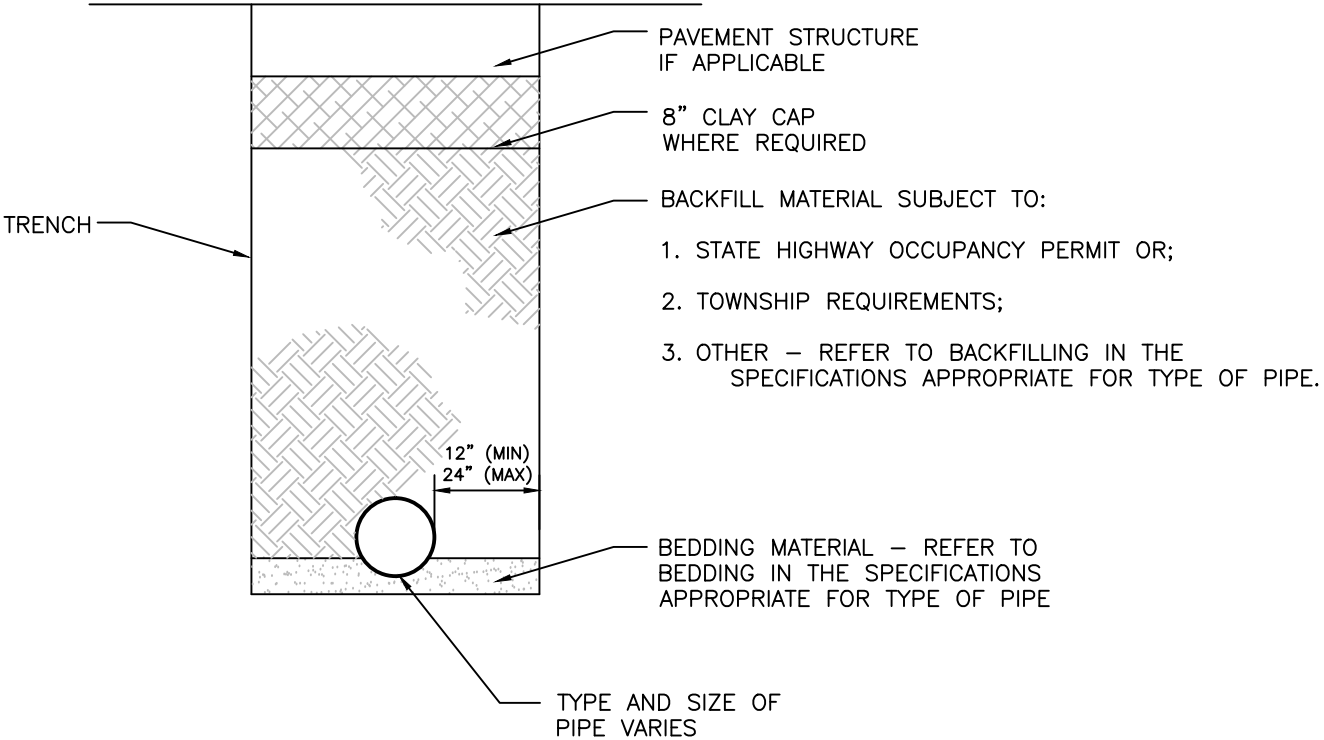 PAVEMENT STRUCTURE
IF APPLICABLE
8” CLAY CAP
WHERE REQUIRED
BACKFILL MATERIAL SUBJECT TO:
TRENCH
1. STATE HIGHWAY OCCUPANCY PERMIT OR;
2. TOWNSHIP REQUIREMENTS;
3. OTHER – REFER TO BACKFILLING IN THE
SPECIFICATIONS APPROPRIATE FOR TYPE OF PIPE.
12” (MIN)
24” (MAX)
BEDDING MATERIAL – REFER TO
BEDDING IN THE SPECIFICATIONS
APPROPRIATE FOR TYPE OF PIPE
TYPE AND SIZE OF
PIPE VARIES